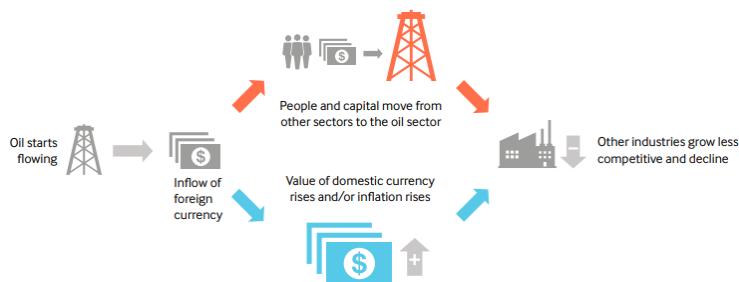 Oil starts
flowing
$
Inflow of
foreign
currency
$
People and capital move from
other sectors to the oil sector
Value of domestic currency
rises and/or inflation rises
$
+
−
Other industries grow less
competitive and decline